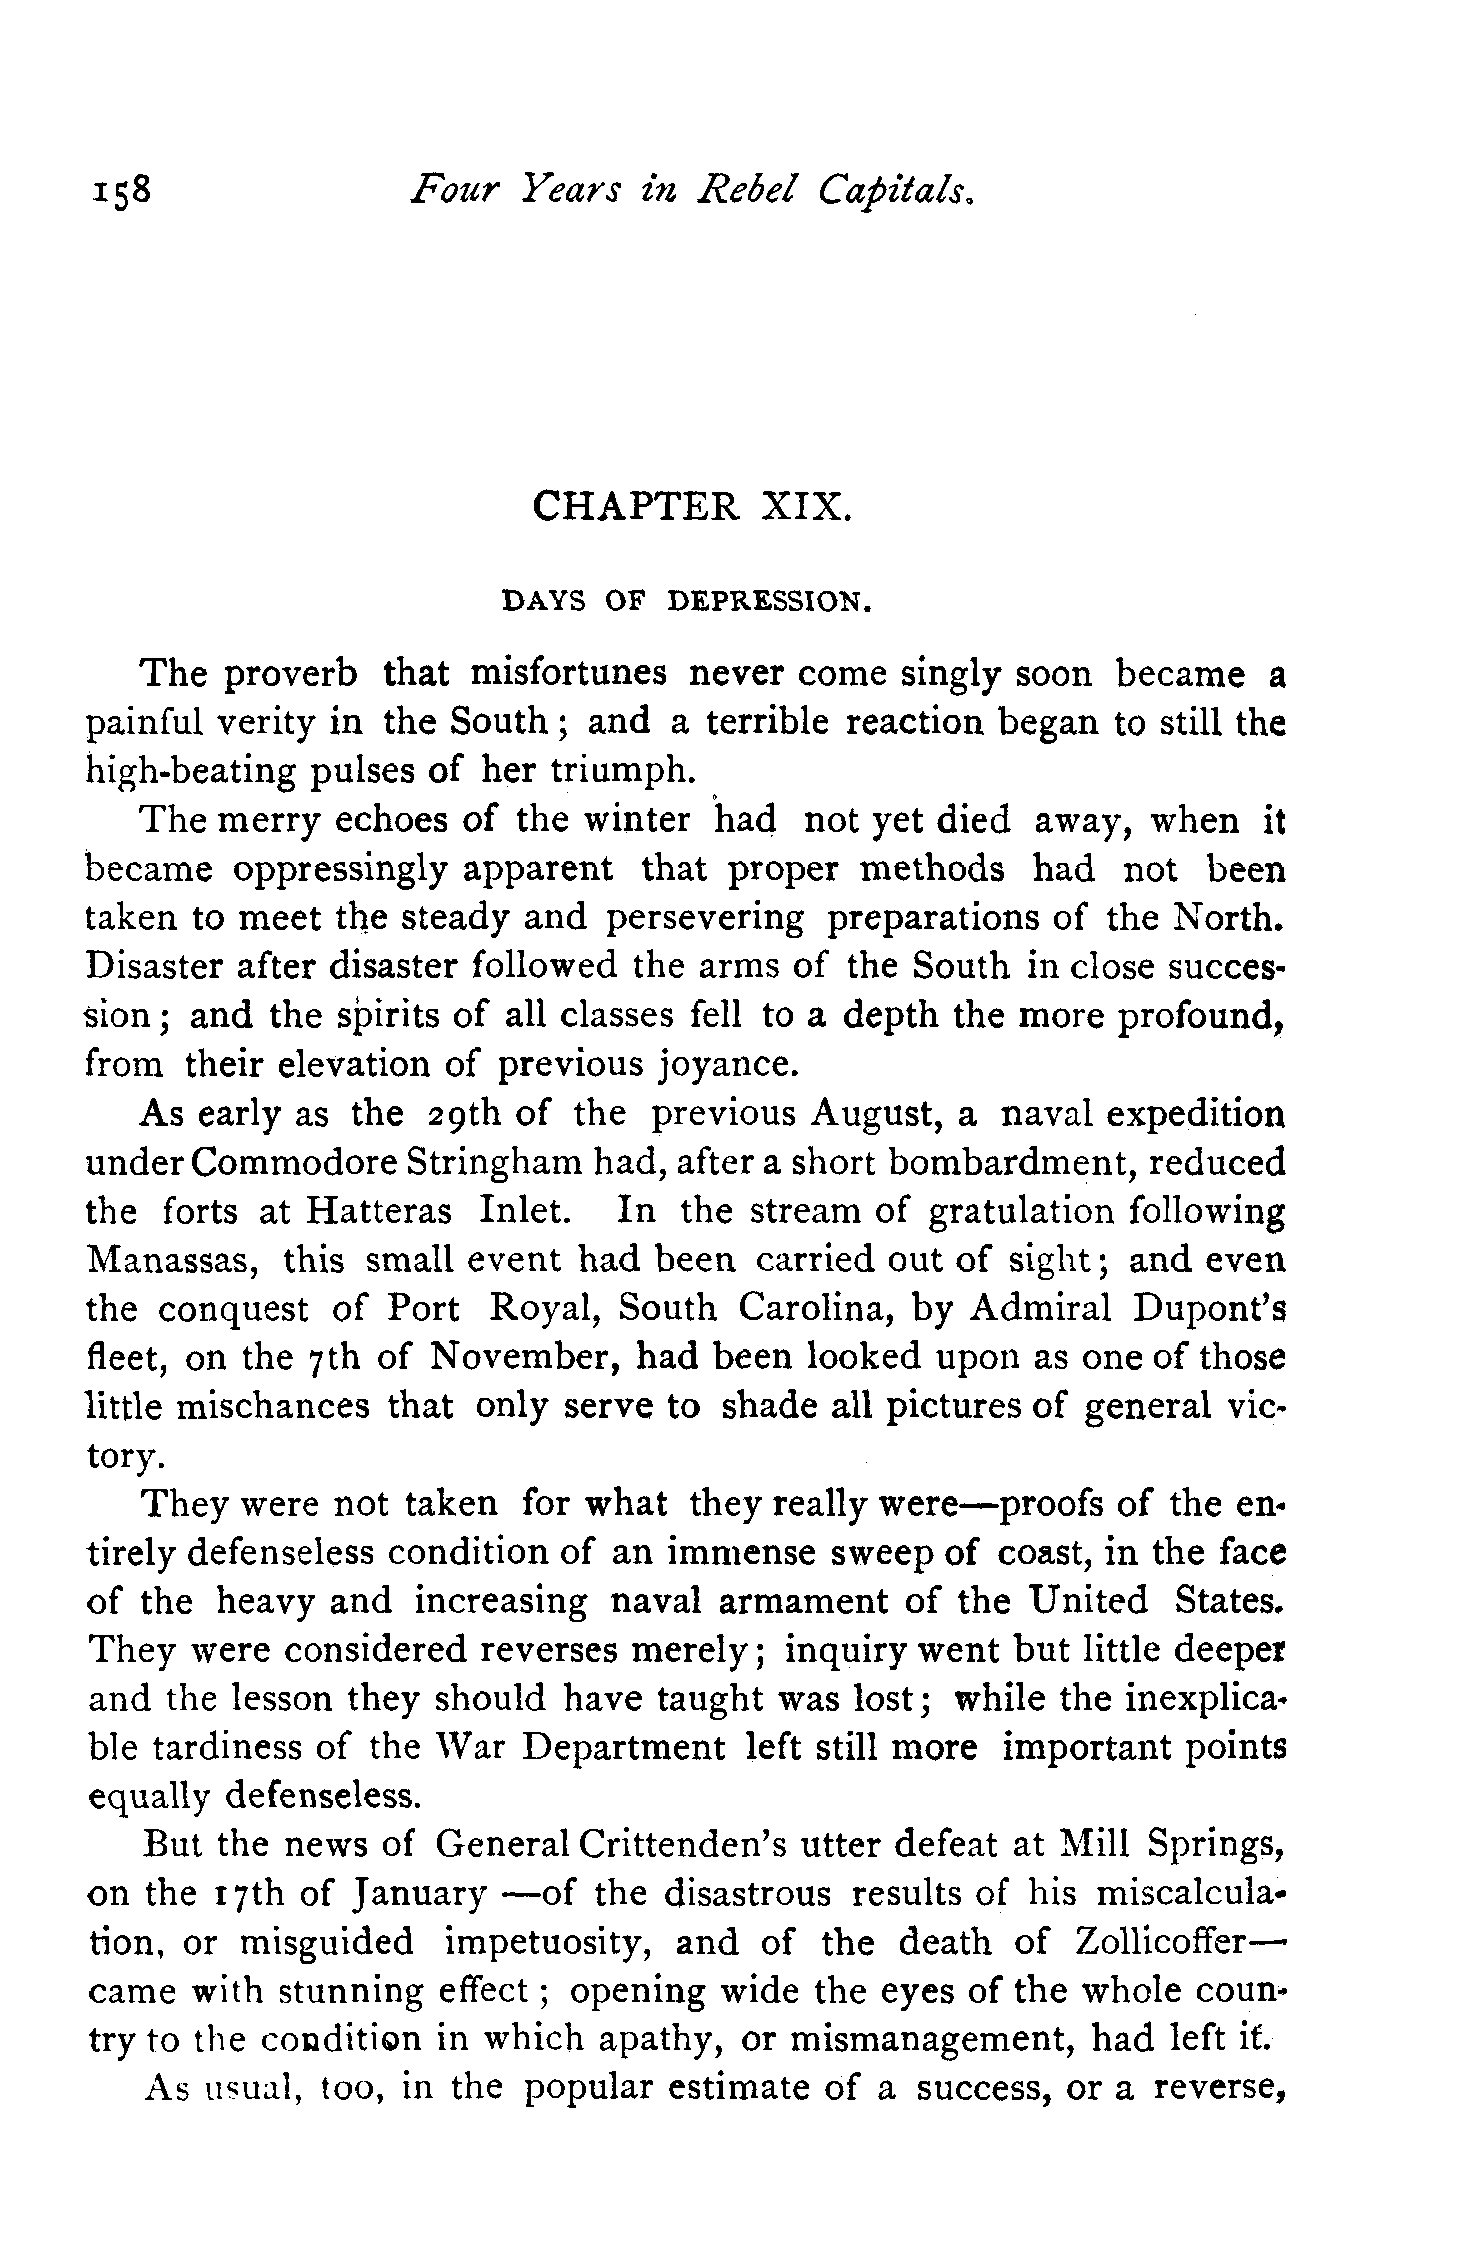 158 Four Years in Rebel Capitals.
CHAPTER XIX.
DAYS OF DEPRESSION.
The proverb that misfortunes never come singly soon became a
painful verity in the South; and a terrible reaction began to still the
high-beating pulses of her triumph.
The merry echoes of the winter had not yet died away, when it
became oppressingly apparent that proper methods had not been
taken to meet the steady and persevering preparations of the North.
Disaster after disaster followed the arms of the South in close succes-
sion; and the spirits of all classes fell to a depth the more profound,
from their elevation of previous joyance.
As early as the 29th of the previous August, a naval expedition
under Commodore Stringham had, after a short bombardment, reduced
the forts at Hatteras Inlet. In the stream of gratulation following
Manassas, this small event had been carried out of sight; and even
the conquest of Port Royal, South Carolina, by Admiral Dupont's
fleet, on the 7th of November, had been looked upon as one of those
little mischances that only serve to shade all pictures of general vic-
tory.
They were not taken for what they really were—proofs of the en-
tirely defenseless condition of an immense sweep of coast, in the face
of the heavy and increasing naval armament of the United States.
They were considered reverses merely; inquiry went but little deeper
and the lesson they should have taught was lost; while the inexplica-
ble tardiness of the War Department left still more important points
equally defenseless.
But the news of General Crittenden's utter defeat at Mill Springs,
on the 17th of January —of the disastrous results of his miscalcula-
tion, or misguided impetuosity, and of the death of Zollicoffer—
came with stunning effect; opening wide the eyes of the whole coun-
try to the condition in which apathy, or mismanagement, had left it.
As usual, too, in the popular estimate of a success, or a reverse,